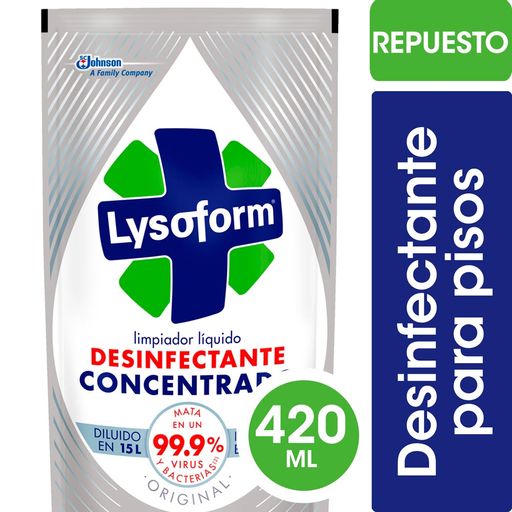 SC Johnson
A Family Company
Lysoform®
limpiador líquido
DESINFECTANTE
DILUIDO
EN 15L
MATA
EN UN
99.9%
VIRUS
Y BACTERIAS
ORIGINAL
420
ML
REPUESTO
Desinfectante
para pisos